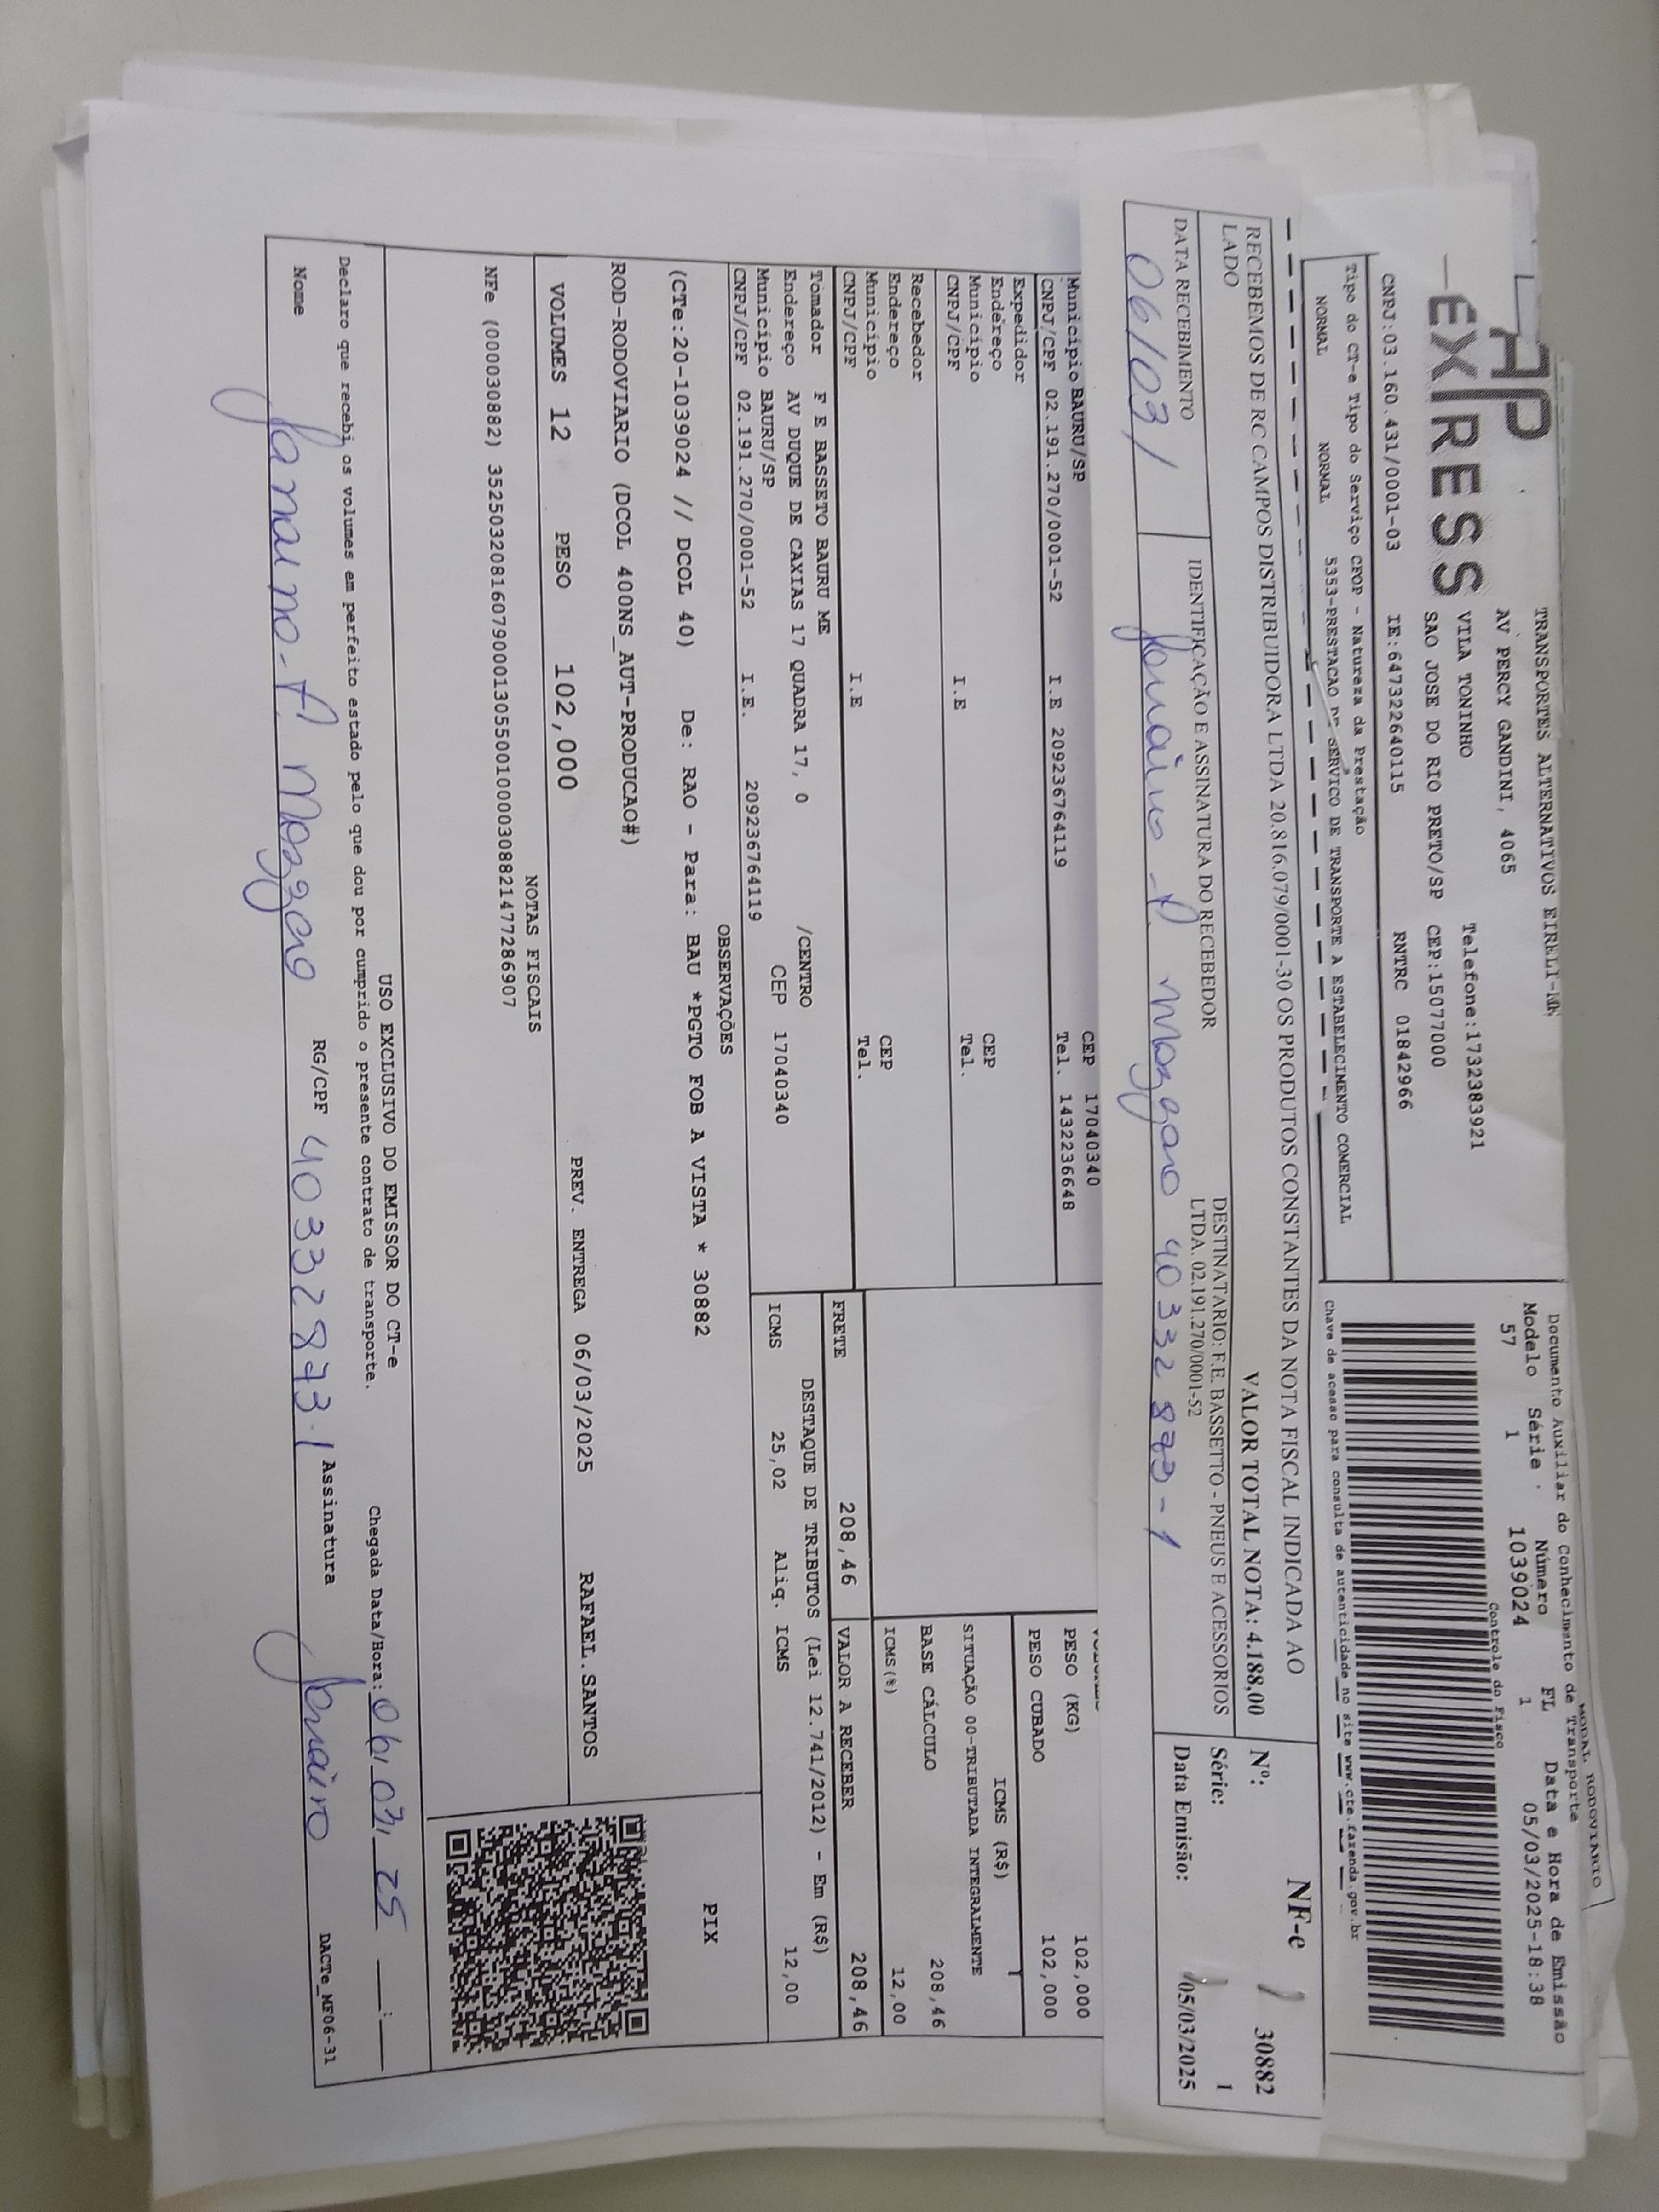 MODAL RODOVIARIO
TRANSPORTES ALTERNATIVOS EIRELI-ME
AV PERCY GANDINI, 4065
VILA TONINHO Telefone:1732383921
SAO JOSE DO RIO PRETO/SP CEP:15077000
EXPRESS
CNPJ:03.160.431/0001-03 IE:647322640115 RNTRC 01842966
Documento Auxiliar do Conhecimento de Transporte
Modelo Série Número FL Data e Hora de Emissão
57 1 1039024 1 05/03/2025-18:38
Controle do Fisco
Chave de acesso para consulta de autenticidade no site www.cte.fazenda.gov.br
Tipo do CT-e Tipo do Serviço CFOP - Natureza da Prestação
NORMAL NORMAL 5353-PRESTACAO DE SERVICO DE TRANSPORTE A ESTABELECIMENTO COMERCIAL
RECEBEMOS DE RC CAMPOS DISTRIBUIDORA LTDA 20.816.079/0001-30 OS PRODUTOS CONSTANTES DA NOTA FISCAL INDICADA AO
LADO
VALOR TOTAL NOTA: 4.188,00
DATA RECEBIMENTO
06/03/
IDENTIFICAÇÃO E ASSINATURA DO RECEBEDOR
DESTINATARIO: F.E. BASSETTO - PNEUS E ACESSORIOS
LTDA. 02.191.270/0001-52
40332873-1
NF-e
Nº: 30882
Série: 1
Data Emissão: 05/03/2025
Município BAURU/SP CEP 17040340
CNPJ/CPF 02.191.270/0001-52 I.E 209236764119 Tel. 1432236648
Expedidor
Endereço
Município CEP
CNPJ/CPF I.E Tel.
Recebedor
Endereço
Município CEP
CNPJ/CPF I.E Tel.
PESO (KG) 102,000
PESO CUBADO 102,000
ICMS (R$)
SITUAÇÃO 00-TRIBUTADA INTEGRALMENTE
BASE CÁLCULO 208,46
ICMS(%) 12,00
Tomador F E BASSETO BAURU ME
Endereço AV DUQUE DE CAXIAS 17 QUADRA 17, 0 /CENTRO
Município BAURU/SP CEP 17040340
CNPJ/CPF 02.191.270/0001-52 I.E. 209236764119
FRETE 208,46 VALOR A RECEBER 208,46
DESTAQUE DE TRIBUTOS (Lei 12.741/2012) - Em (R$)
ICMS 25,02 Aliq. ICMS 12,00
OBSERVAÇÕES
(CTe:20-1039024 // DCOL 40) De: RAO - Para: BAU *PGTO FOB A VISTA * 30882
ROD-RODOVIARIO (DCOL 400NS_AUT-PRODUCAO#)
PIX
VOLUMES 12 PESO 102,000 PREV. ENTREGA 06/03/2025 RAFAEL.SANTOS
NOTAS FISCAIS
NFe (000030882) 35250320816079000130550010000308821477286907
USO EXCLUSIVO DO EMISSOR DO CT-e
Declaro que recebi os volumes em perfeito estado pelo que dou por cumprido o presente contrato de transporte. Chegada Data/Hora: 06/03/25 __:__
Nome RG/CPF 40332873.1 Assinatura
DACTe_MF06-31